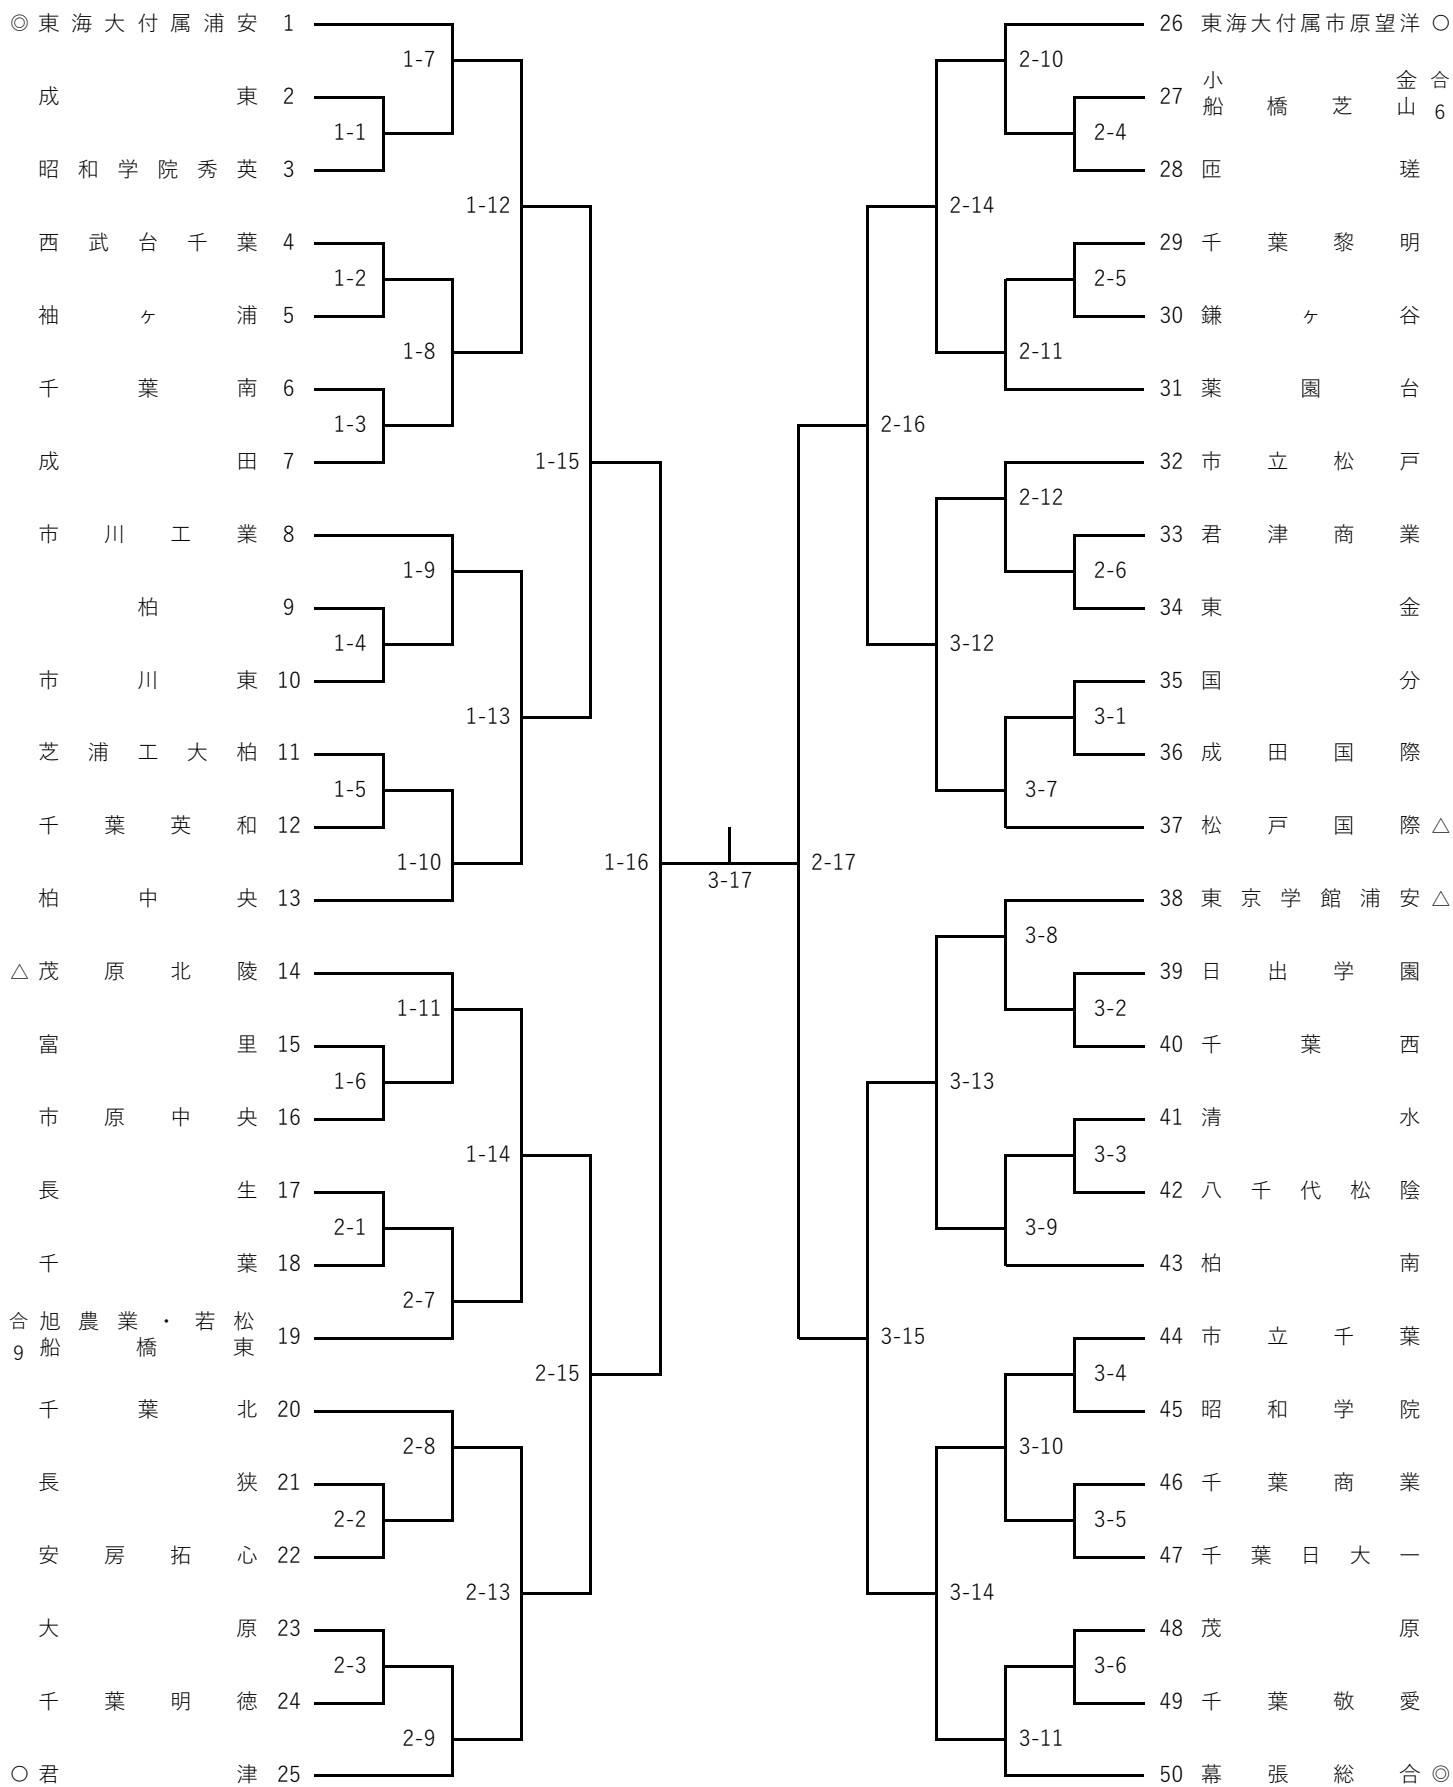 ◎ 東海大付属浦安 1
1-7
成東 2
1-1
昭和学院秀英 3
1-12
西武台千葉 4
1-2
袖ヶ浦 5
1-8
千葉南 6
1-3
成田 7
1-15
市川工業 8
1-9
柏 9
1-4
市川東 10
1-13
芝浦工大柏 11
1-5
千葉英和 12
1-10
柏中央 13
1-16
△ 茂原北陵 14
1-11
富里 15
1-6
市原中央 16
1-14
長生 17
2-1
千葉 18
2-7
合9 旭農業・若松
船橋東 19
2-15
千葉北 20
2-8
長狭 21
2-2
安房拓心 22
2-13
大原 23
2-3
千葉明徳 24
2-9
○ 君津 25
3-17
26 東海大付属市原望洋 ○
2-10
27 小金 合6
船橋芝山
2-4
28 匝瑳
2-14
29 千葉黎明
2-5
30 鎌ヶ谷
2-11
31 薬園台
2-16
32 市立松戸
2-12
33 君津商業
2-6
34 東金
3-12
35 国分
3-1
36 成田国際
3-7
37 松戸国際 △
2-17
38 東京学館浦安 △
3-8
39 日出学園
3-2
40 千葉西
3-13
41 清水
3-3
42 八千代松陰
3-9
43 柏南
3-15
44 市立千葉
3-4
45 昭和学院
3-10
46 千葉商業
3-5
47 千葉日大一
3-14
48 茂原
3-6
49 千葉敬愛
3-11
50 幕張総合 ◎